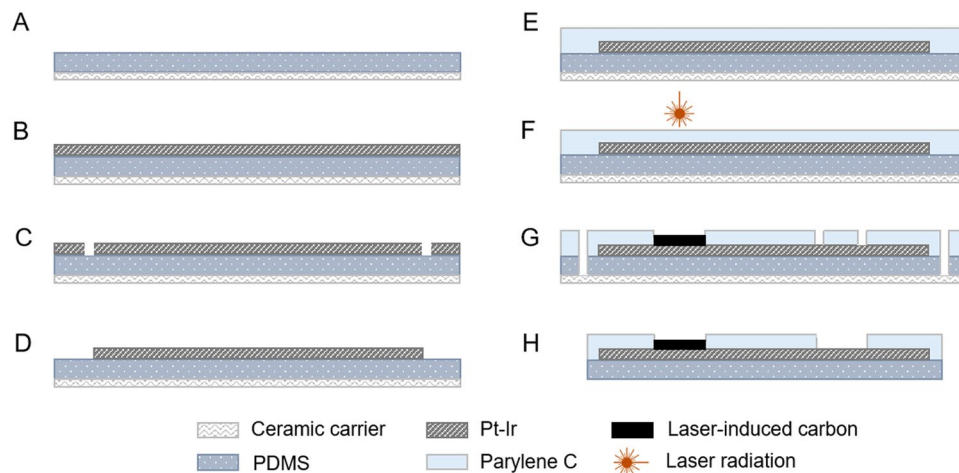 A
B
C
D
E
F
G
H
Ceramic carrier
Pt-Ir
Laser-induced carbon
PDMS
Parylene C
Laser radiation